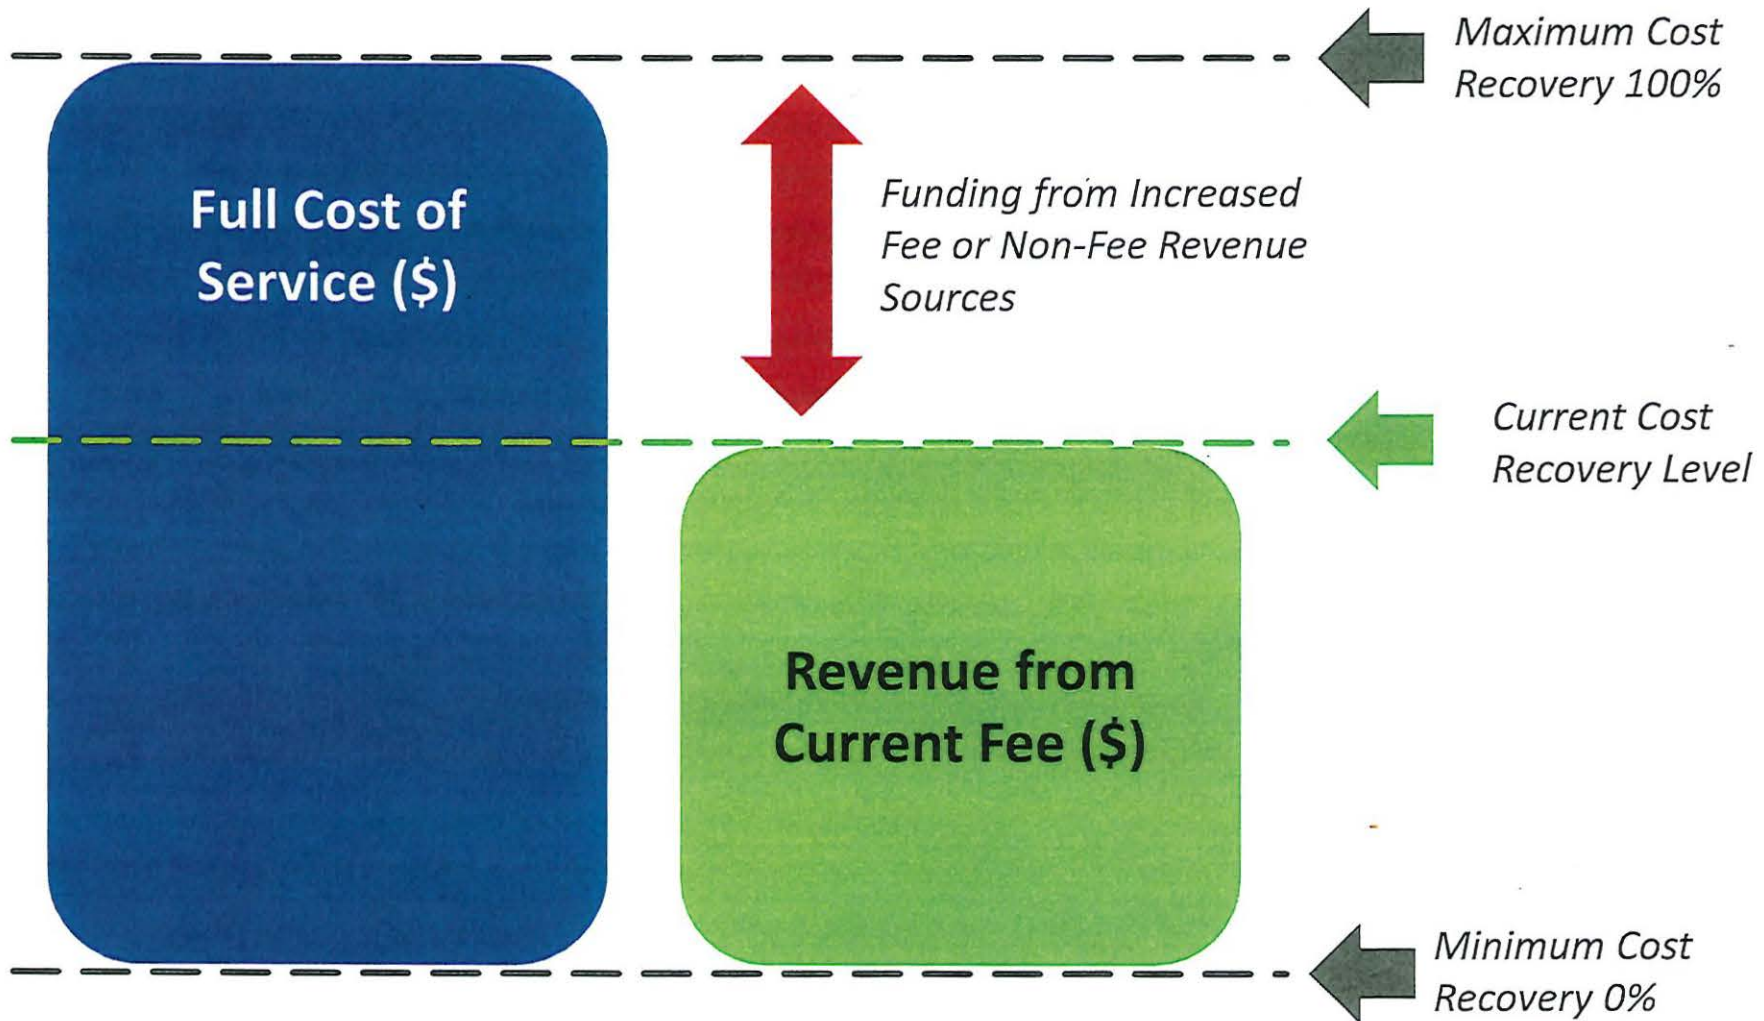 Maximum Cost
Recovery 100%
Full Cost of
Service ($)
Funding from Increased
Fee or Non-Fee Revenue
Sources
Current Cost
Recovery Level
Revenue from
Current Fee ($)
Minimum Cost
Recovery 0%